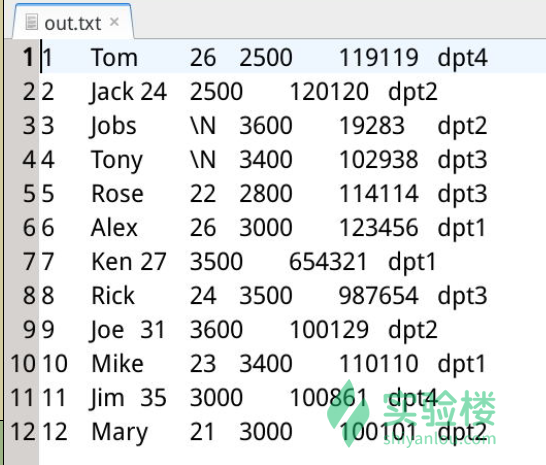 out.txt ×
1 1 Tom 26 2500 119119 dpt4
2 2 Jack 24 2500 120120 dpt2
3 3 Jobs \N 3600 19283 dpt2
4 4 Tony \N 3400 102938 dpt3
5 5 Rose 22 2800 114114 dpt3
6 6 Alex 26 3000 123456 dpt1
7 7 Ken 27 3500 654321 dpt1
8 8 Rick 24 3500 987654 dpt3
9 9 Joe 31 3600 100129 dpt2
10 10 Mike 23 3400 110110 dpt1
11 11 Jim 35 3000 100861 dpt4
12 12 Mary 21 3000 100101 dpt2
实验楼
shiyanlou.com